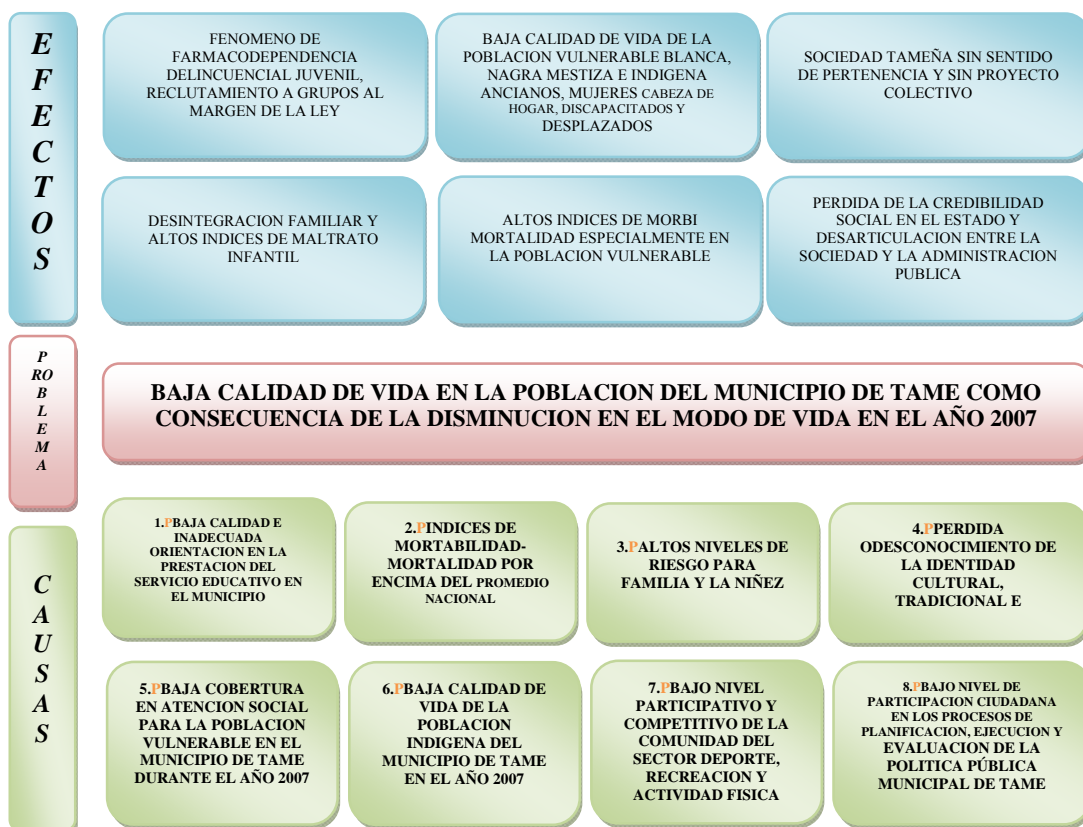 EFECTOS
FENOMENO DE
FARMACODEPENDENCIA
DELINCUENCIAL JUVENIL,
RECLUTAMIENTO A GRUPOS AL
MARGEN DE LA LEY
BAJA CALIDAD DE VIDA DE LA
POBLACION VULNERABLE BLANCA,
NAGRA MESTIZA E INDIGENA
ANCIANOS, MUJERES CABEZA DE
HOGAR, DISCAPACITADOS Y
DESPLAZADOS
SOCIEDAD TAMEÑA SIN SENTIDO
DE PERTENENCIA Y SIN PROYECTO
COLECTIVO
DESINTEGRACION FAMILIAR Y
ALTOS INDICES DE MALTRATO
INFANTIL
ALTOS INDICES DE MORBI
MORTALIDAD ESPECIALMENTE EN
LA POBLACION VULNERABLE
PERDIDA DE LA CREDIBILIDAD
SOCIAL EN EL ESTADO Y
DESARTICULACION ENTRE LA
SOCIEDAD Y LA ADMINISTRACION
PUBLICA
PROBLEMA
BAJA CALIDAD DE VIDA EN LA POBLACION DEL MUNICIPIO DE TAME COMO
CONSECUENCIA DE LA DISMINUCION EN EL MODO DE VIDA EN EL AÑO 2007
CAUSAS
1.PBAJA CALIDAD E
INADECUADA
ORIENTACION EN LA
PRESTACION DEL
SERVICIO EDUCATIVO EN
EL MUNICIPIO
2.PINDICES DE
MORTABILIDAD-
MORTALIDAD POR
ENCIMA DEL PROMEDIO
NACIONAL
3.PALTOS NIVELES DE
RIESGO PARA
FAMILIA Y LA NIÑEZ
4.PPERDIDA
ODESCONOCIMIENTO DE
LA IDENTIDAD
CULTURAL,
TRADICIONAL E
5.PBAJA COBERTURA
EN ATENCION SOCIAL
PARA LA POBLACION
VULNERABLE EN EL
MUNICIPIO DE TAME
DURANTE EL AÑO 2007
6.PBAJA CALIDAD DE
VIDA DE LA
POBLACION
INDIGENA DEL
MUNICIPIO DE TAME
EN EL AÑO 2007
7.PBAJO NIVEL
PARTICIPATIVO Y
COMPETITIVO DE LA
COMUNIDAD DEL
SECTOR DEPORTE,
RECREACION Y
ACTIVIDAD FISICA
8.PBAJO NIVEL DE
PARTICIPACION CIUDADANA
EN LOS PROCESOS DE
PLANIFICACION, EJECUCION Y
EVALUACION DE LA
POLITICA PÚBLICA
MUNICIPAL DE TAME